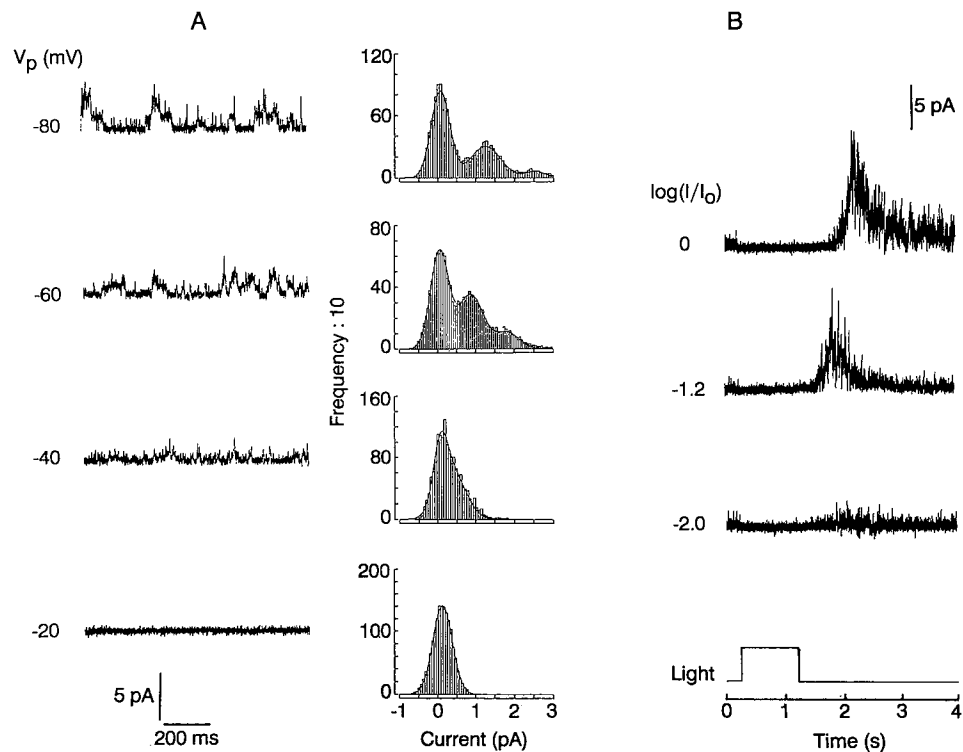 A
V_p (mV)
-80
-60
-40
-20
5 pA
200 ms
Frequency : 10
120
60
0
80
40
0
160
80
0
200
100
0
-1 0 1 2 3
Current (pA)
B
5 pA
log(I/I_o)
0
-1.2
-2.0
Light
0 1 2 3 4
Time (s)